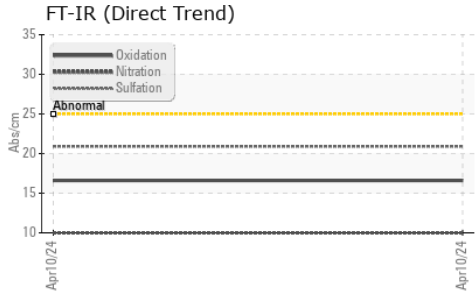 FT-IR (Direct Trend)
35
Oxidation
30
Nitration
Sulfation
Abnormal
25
Abs/cm
20
15
10
Apr10/24
Apr10/24